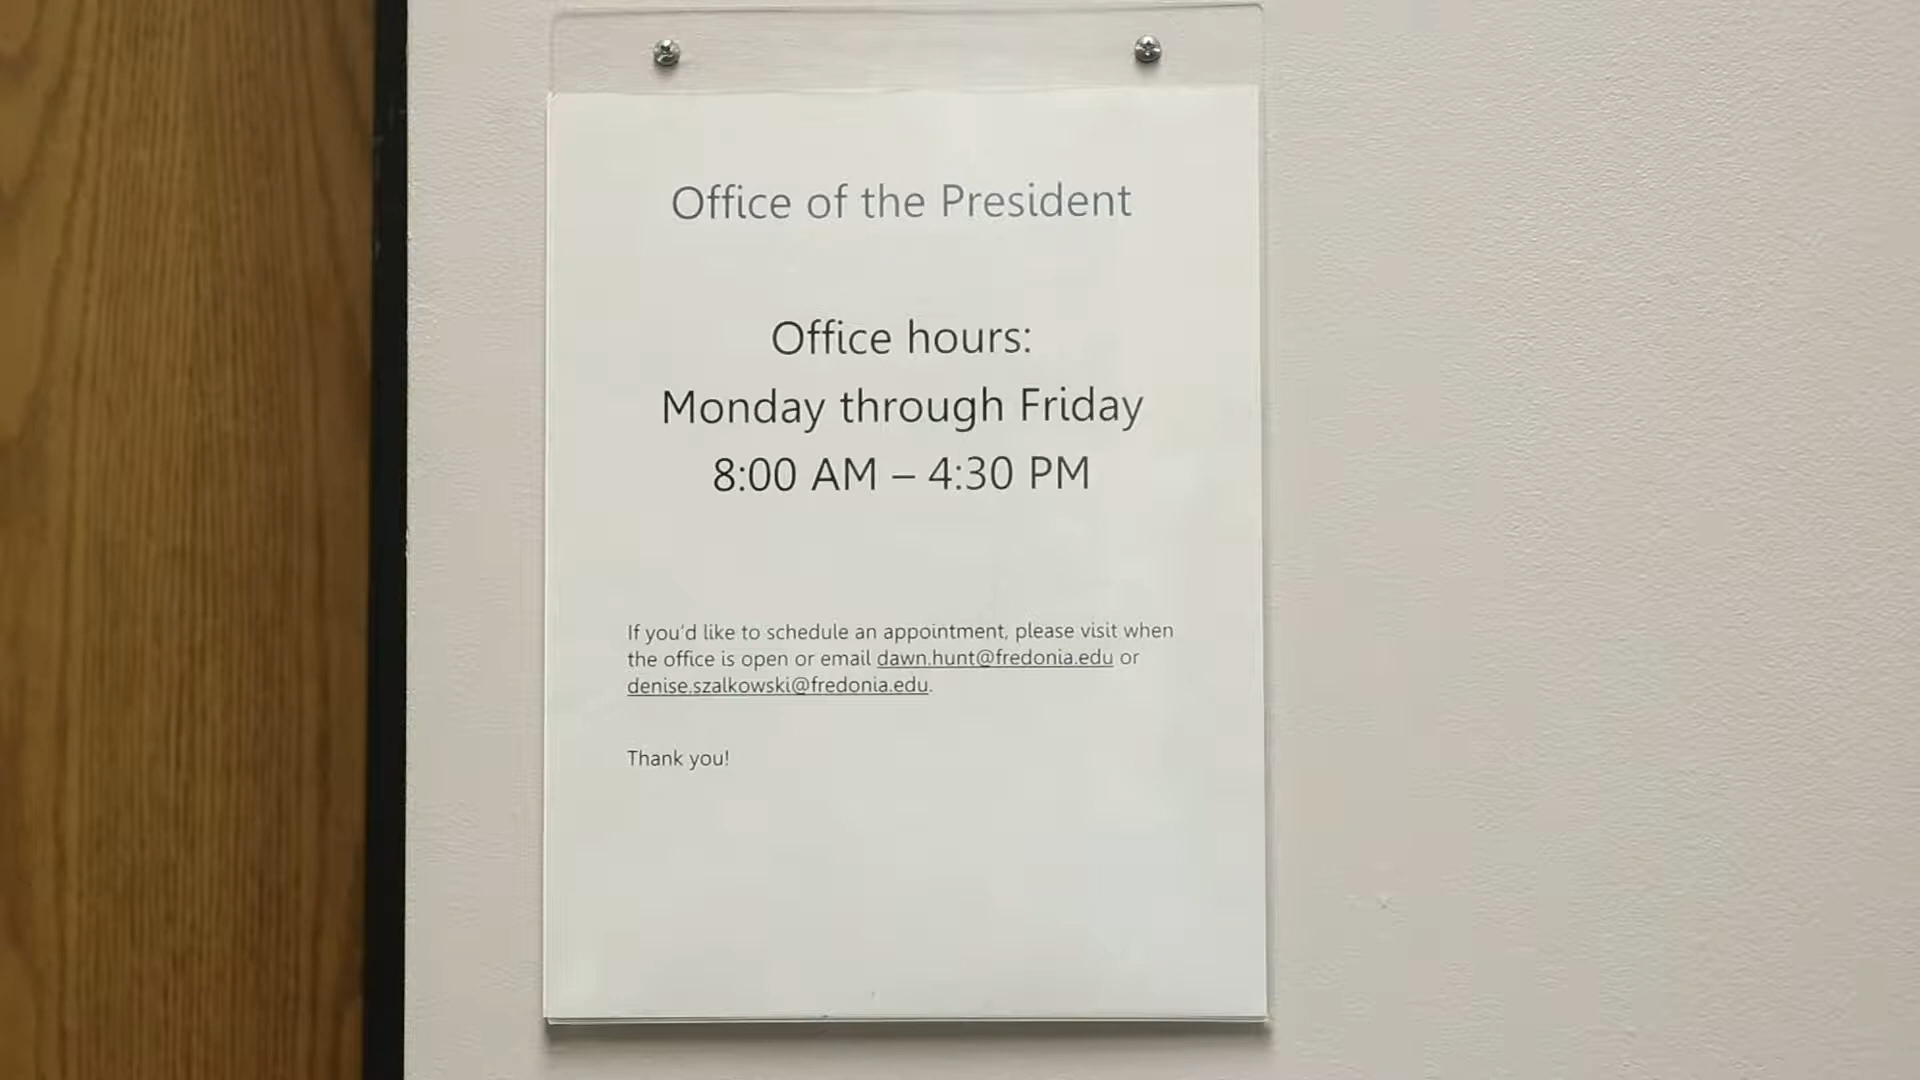 Office of the President
Office hours:
Monday through Friday
8:00 AM – 4:30 PM
If you'd like to schedule an appointment, please visit when
the office is open or email dawn.hunt@fredonia.edu or
denise.szalkowski@fredonia.edu.
Thank you!